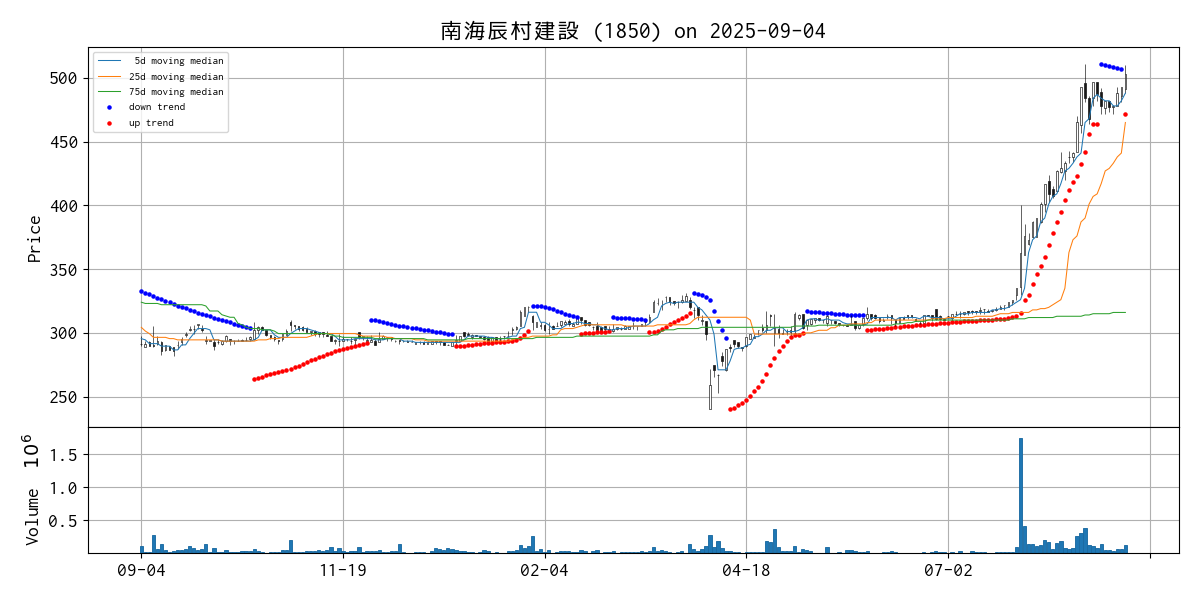 南海辰村建設 (1850) on 2025-09-04
5d moving median
25d moving median
75d moving median
down trend
up trend
Price
500
450
400
350
300
250
Volume 10^6
1.5
1.0
0.5
09-04
11-19
02-04
04-18
07-02